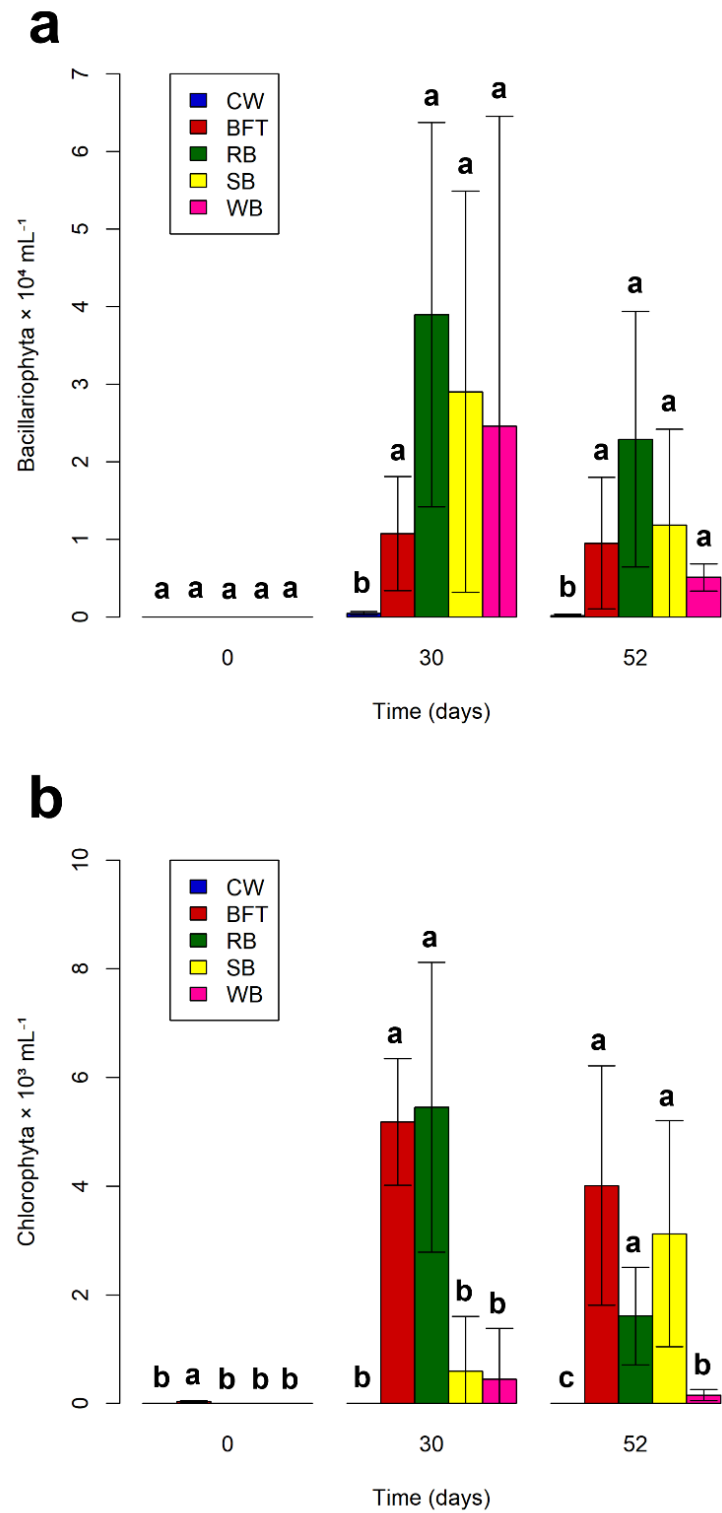 a
7
6
5
4
3
2
1
0
Bacillariophyta × 10⁴ mL⁻¹
CW
BFT
RB
SB
WB
a a a a a
b a a a a
b a a a a
0 30 52
Time (days)
b
10
8
6
4
2
0
Chlorophyta × 10³ mL⁻¹
CW
BFT
RB
SB
WB
b a b b b
b a a b b
c a a a b
0 30 52
Time (days)